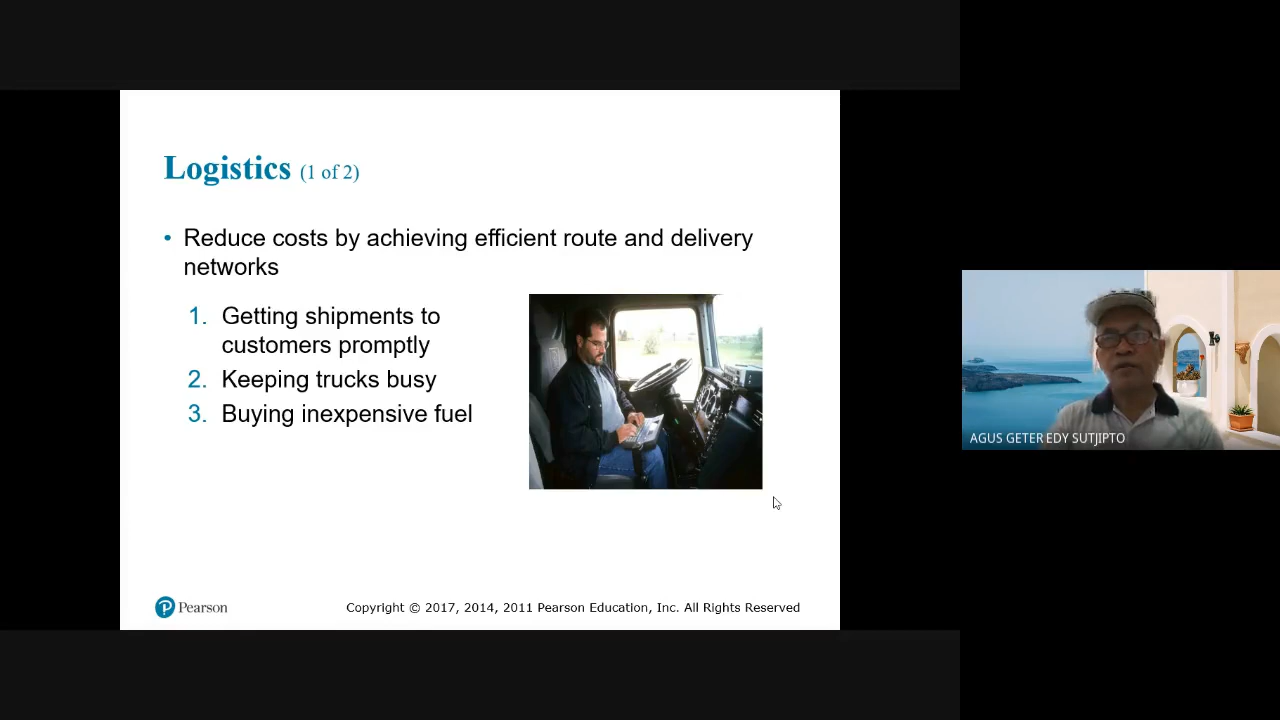 Logistics (1 of 2)
• Reduce costs by achieving efficient route and delivery
networks
1. Getting shipments to
customers promptly
2. Keeping trucks busy
3. Buying inexpensive fuel
Pearson
Copyright © 2017, 2014, 2011 Pearson Education, Inc. All Rights Reserved
AGUS GETER EDY SUTJIPTO